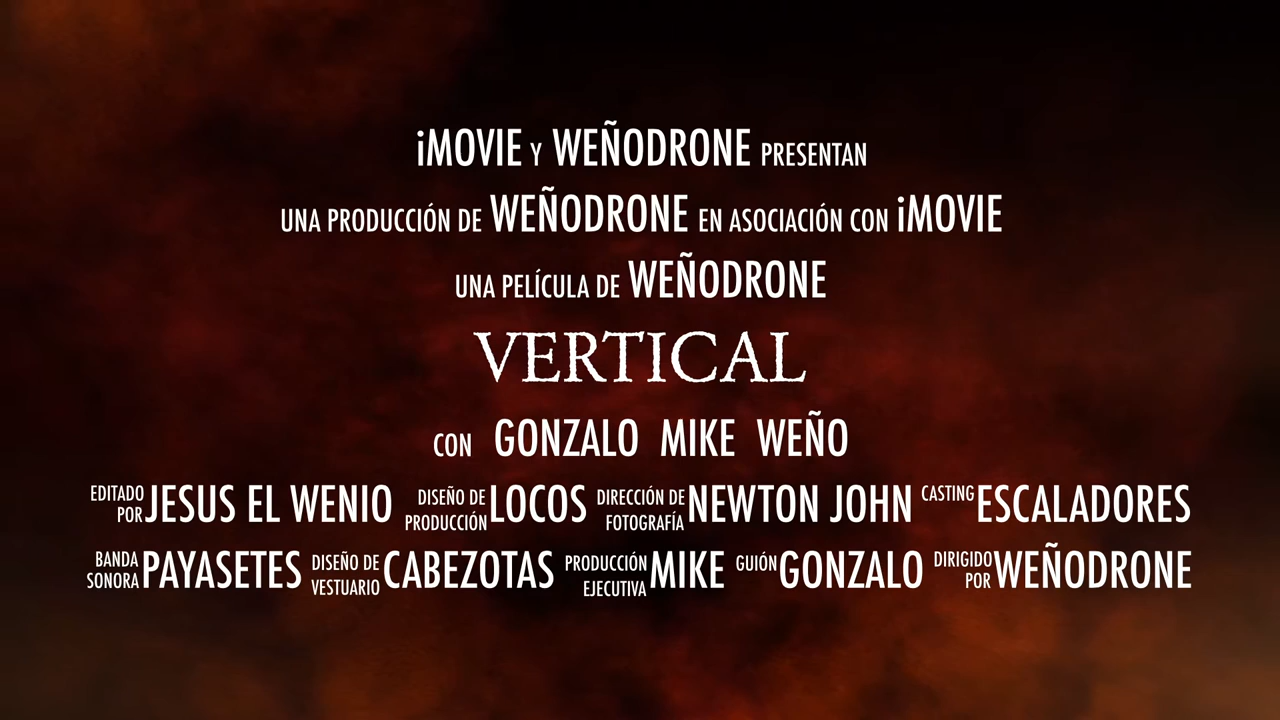 iMOVIE Y WEÑODRONE PRESENTAN
UNA PRODUCCIÓN DE WEÑODRONE EN ASOCIACIÓN CON iMOVIE
UNA PELÍCULA DE WEÑODRONE
VERTICAL
CON GONZALO MIKE WEÑO
EDITADO POR JESUS EL WENIO DISEÑO DE PRODUCCIÓN LOCOS DIRECCIÓN DE FOTOGRAFÍA NEWTON JOHN CASTING ESCALADORES
BANDA SONORA PAYASETES DISEÑO DE VESTUARIO CABEZOTAS PRODUCCIÓN EJECUTIVA MIKE GUIÓN GONZALO DIRIGIDO POR WEÑODRONE